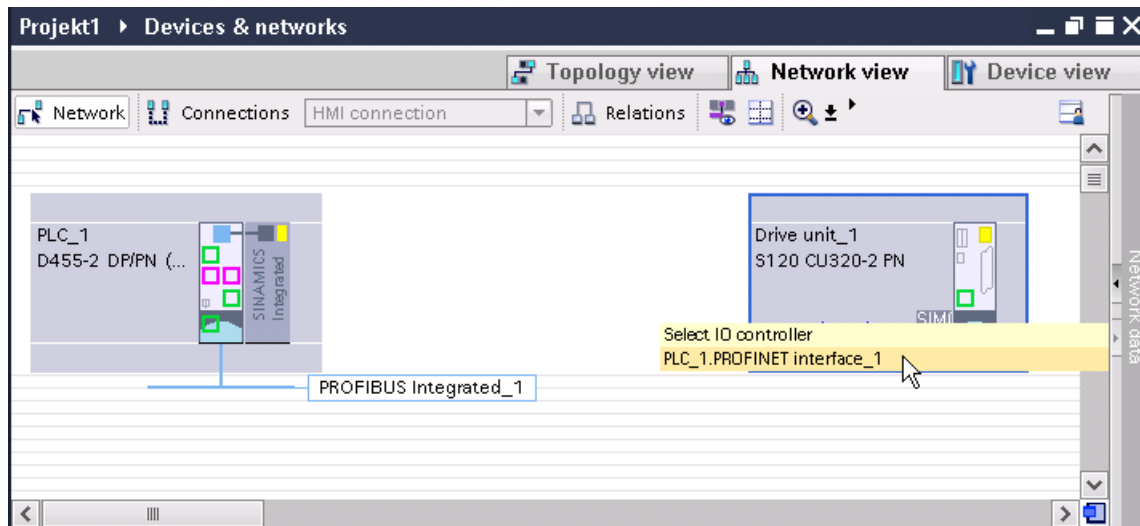 Projekt1 ▸ Devices & networks
Topology view
Network view
Device view
Network
Connections
HMI connection
Relations
PLC_1
D455-2 DP/PN (...
SINAMICS
Integrated
Drive unit_1
S120 CU320-2 PN
Select IO controller
PLC_1.PROFINET interface_1
PROFIBUS Integrated_1
Network data